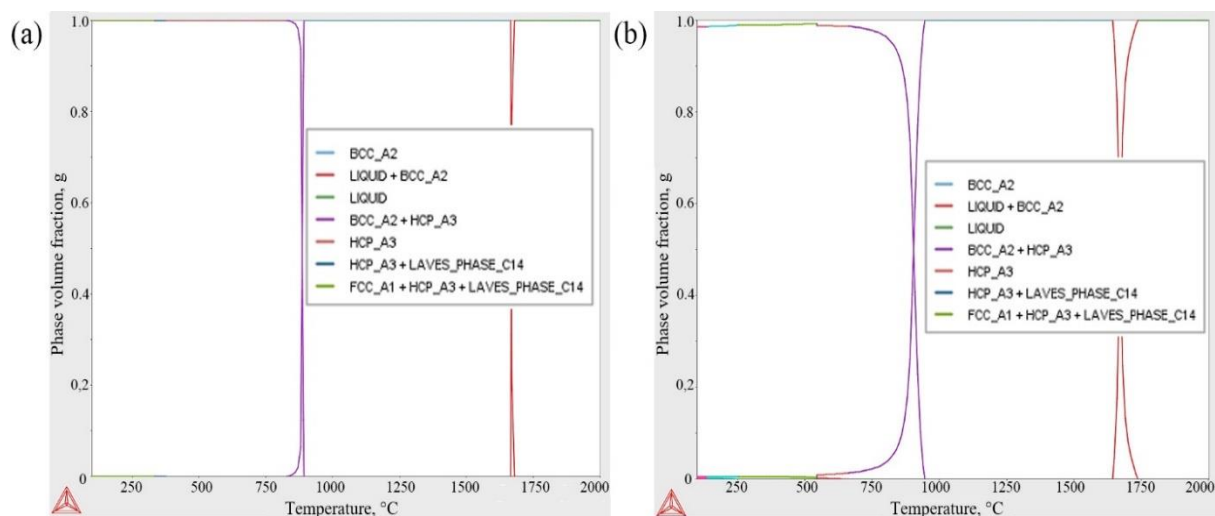 (a)
Phase volume fraction, g
1.0
0.8
0.6
0.4
0,2
0
250
500
750
1000
1250
1500
1750
2000
Temperature, °C
BCC_A2
LIQUID + BCC_A2
LIQUID
BCC_A2 + HCP_A3
HCP_A3
HCP_A3 + LAVES_PHASE_C14
FCC_A1 + HCP_A3 + LAVES_PHASE_C14
(b)
Phase volume fraction, g
1.0
0.8
0.6
0.4
0,2
0
250
500
750
1000
1250
1500
1750
2000
Temperature, °C
BCC_A2
LIQUID + BCC_A2
LIQUID
BCC_A2 + HCP_A3
HCP_A3
HCP_A3 + LAVES_PHASE_C14
FCC_A1 + HCP_A3 + LAVES_PHASE_C14